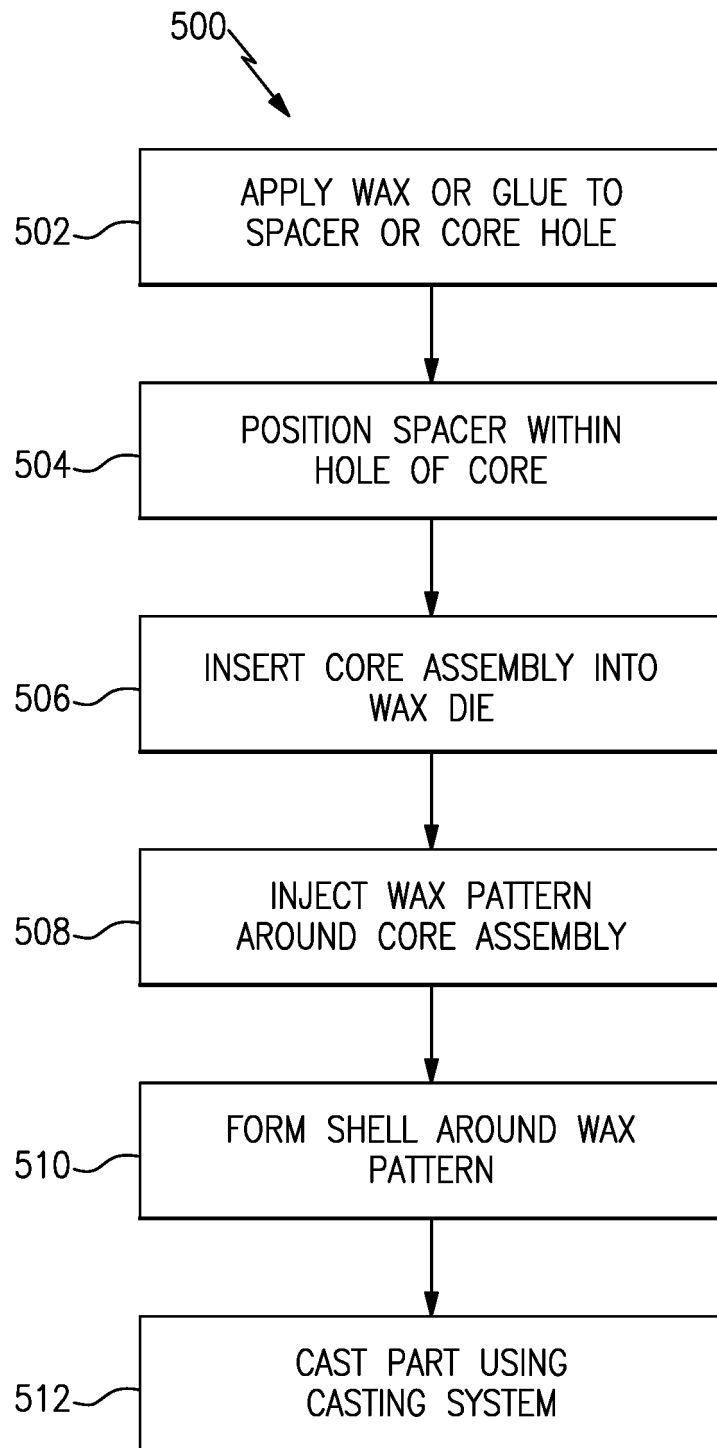 500
502
APPLY WAX OR GLUE TO
SPACER OR CORE HOLE
504
POSITION SPACER WITHIN
HOLE OF CORE
506
INSERT CORE ASSEMBLY INTO
WAX DIE
508
INJECT WAX PATTERN
AROUND CORE ASSEMBLY
510
FORM SHELL AROUND WAX
PATTERN
512
CAST PART USING
CASTING SYSTEM